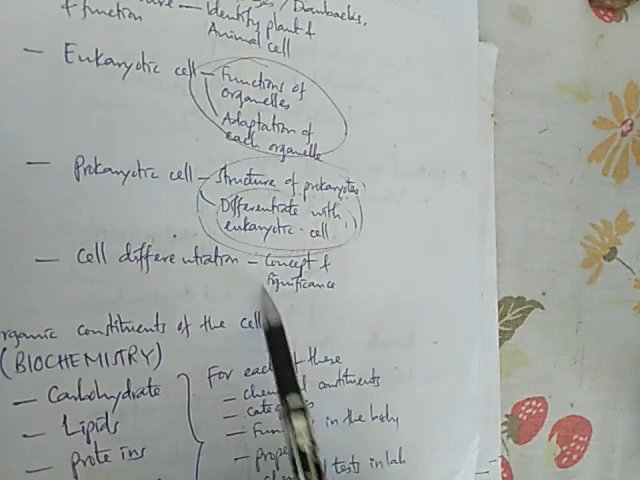 & function — Identify plant &
Animal cell
— Eukaryotic cell — Functions of
organelles
Adaptation of
each organelle
— Prokaryotic cell — Structure of prokaryotes
Differentiate with
eukaryotic cell
— Cell differentiation — Concept &
significance
organic constituents of the cell
(BIOCHEMISTRY)
For each of these
— Carbohydrate
— chemical constituents
— Lipids
— in the body
— proteins
— tests in lab